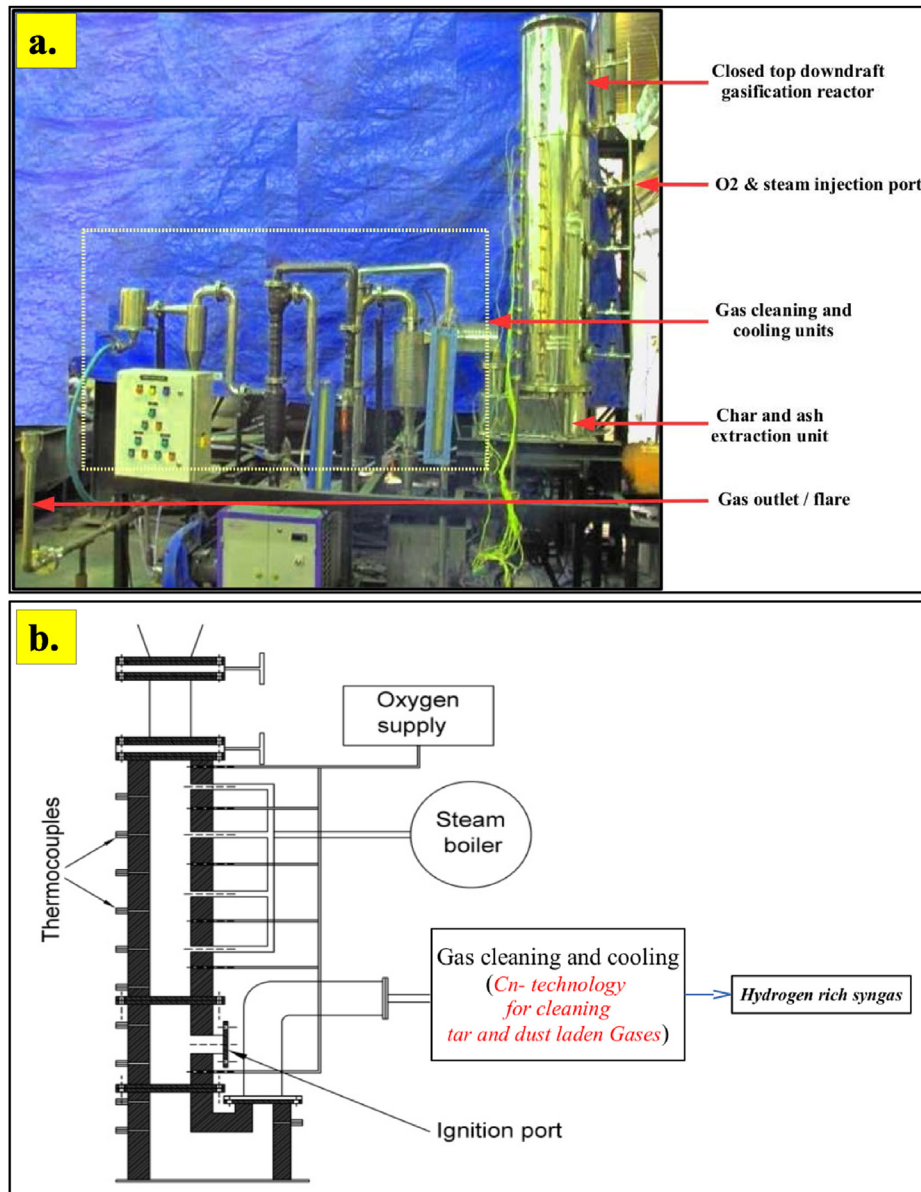 a.
Closed top downdraft
gasification reactor
O2 & steam injection port
Gas cleaning and
cooling units
Char and ash
extraction unit
Gas outlet / flare
b.
Oxygen
supply
Steam
boiler
Thermocouples
Gas cleaning and cooling
(Cn- technology
for cleaning
tar and dust laden Gases)
Hydrogen rich syngas
Ignition port